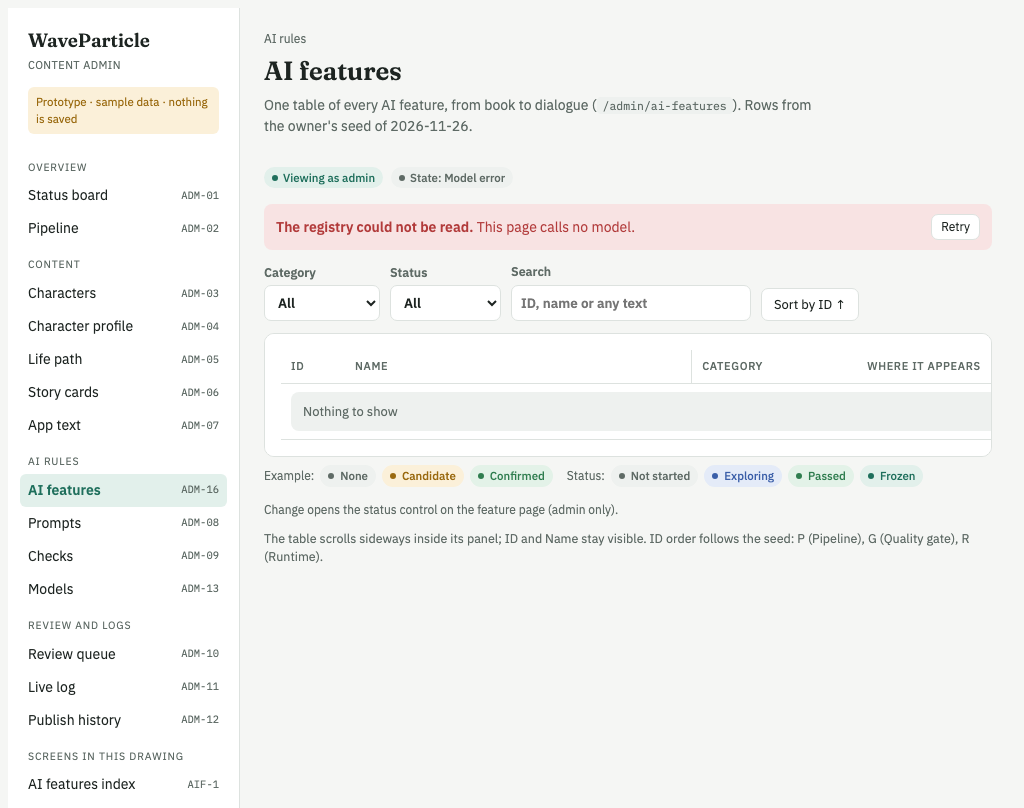 WaveParticle
CONTENT ADMIN
Prototype · sample data · nothing
is saved
OVERVIEW
Status board ADM-01
Pipeline ADM-02
CONTENT
Characters ADM-03
Character profile ADM-04
Life path ADM-05
Story cards ADM-06
App text ADM-07
AI RULES
AI features ADM-16
Prompts ADM-08
Checks ADM-09
Models ADM-13
REVIEW AND LOGS
Review queue ADM-10
Live log ADM-11
Publish history ADM-12
SCREENS IN THIS DRAWING
AI features index AIF-1
AI rules
AI features
One table of every AI feature, from book to dialogue ( /admin/ai-features ). Rows from
the owner's seed of 2026-11-26.
Viewing as admin State: Model error
The registry could not be read. This page calls no model. Retry
Category Status Search
All All ID, name or any text Sort by ID ↑
ID NAME CATEGORY WHERE IT APPEARS
Nothing to show
Example: None Candidate Confirmed Status: Not started Exploring Passed Frozen
Change opens the status control on the feature page (admin only).
The table scrolls sideways inside its panel; ID and Name stay visible. ID order follows the seed: P (Pipeline), G (Quality gate), R
(Runtime).